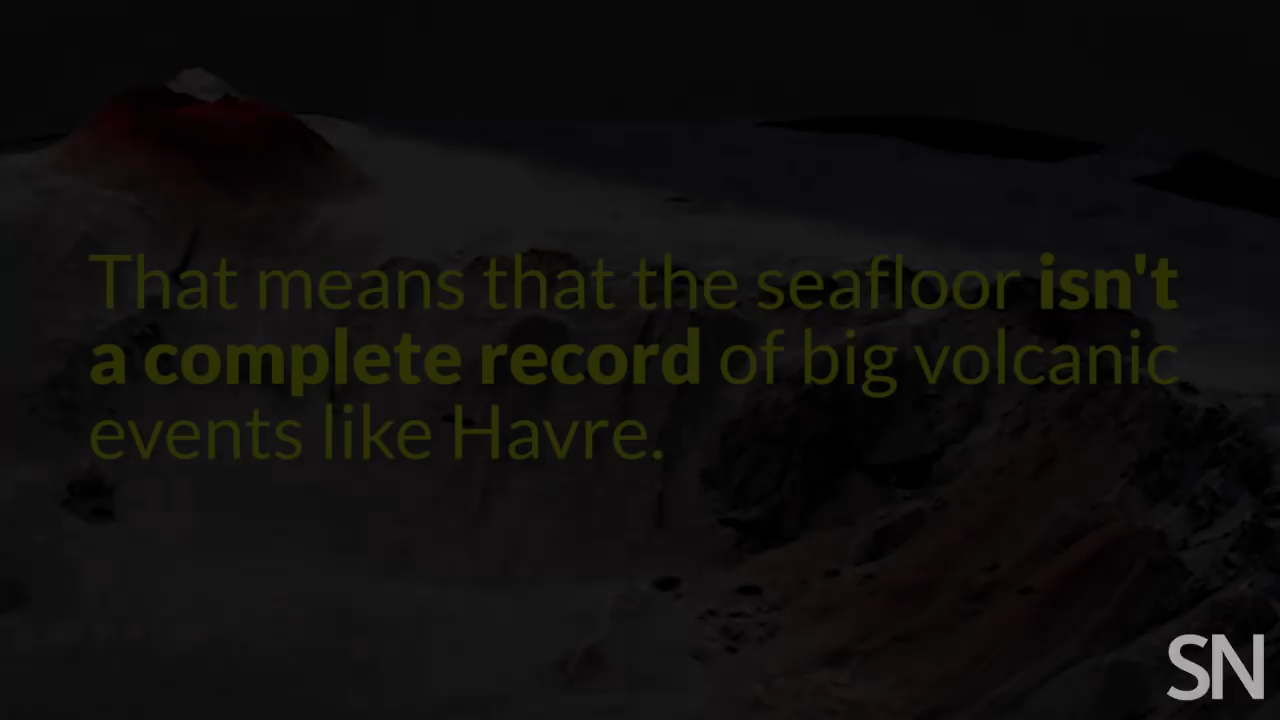 That means that the seafloor isn't
a complete record of big volcanic
events like Havre.
SN